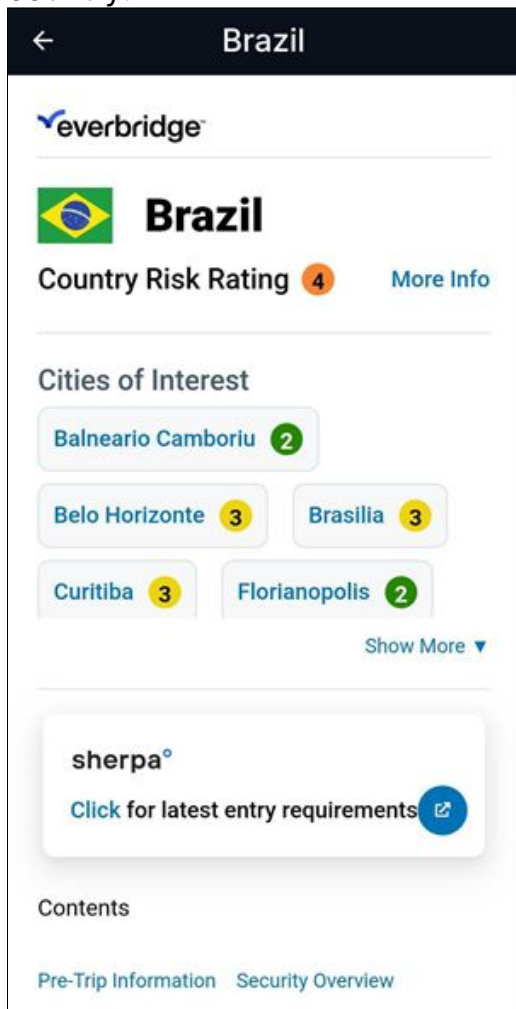 Brazil
everbridge™
Brazil
Country Risk Rating 4 More Info
Cities of Interest
Balneario Camboriu 2
Belo Horizonte 3 Brasilia 3
Curitiba 3 Florianopolis 2
Show More ▼
sherpa°
Click for latest entry requirements
Contents
Pre-Trip Information Security Overview